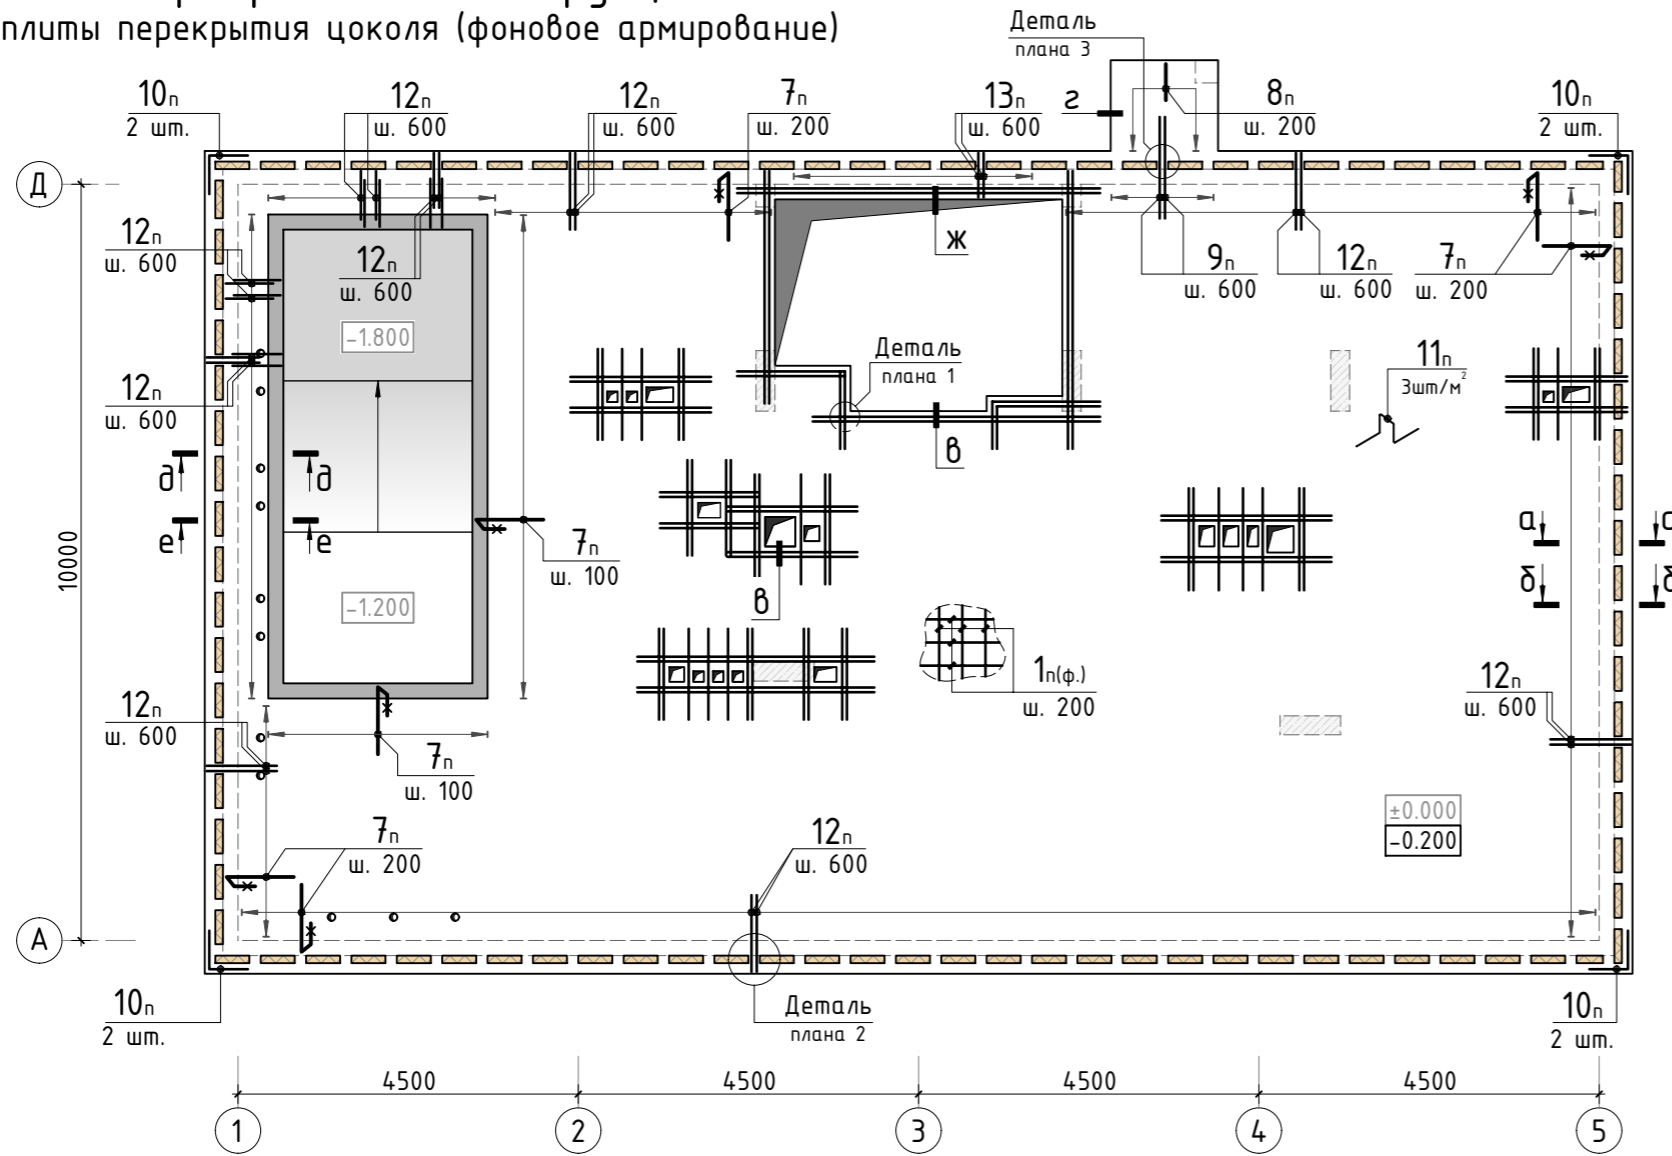 плиты перекрытия цоколя (фоновое армирование)
Деталь
плана 3
10п
2 шт.
12п
ш. 600
12п
ш. 600
7п
ш. 200
13п
ш. 600
г
8п
ш. 200
10п
2 шт.
Д
12п
ш. 600
12п
ш. 600
ж
9п
ш. 600
12п
ш. 600
7п
ш. 200
-1.800
Деталь
плана 1
11п
3шт/м²
12п
ш. 600
в
д
д
е
е
7п
ш. 100
а
б
10000
-1.200
в
1п(ф.)
ш. 200
12п
ш. 600
12п
ш. 600
7п
ш. 100
±0.000
-0.200
7п
ш. 200
12п
ш. 600
А
10п
2 шт.
Деталь
плана 2
10п
2 шт.
4500
4500
4500
4500
1
2
3
4
5